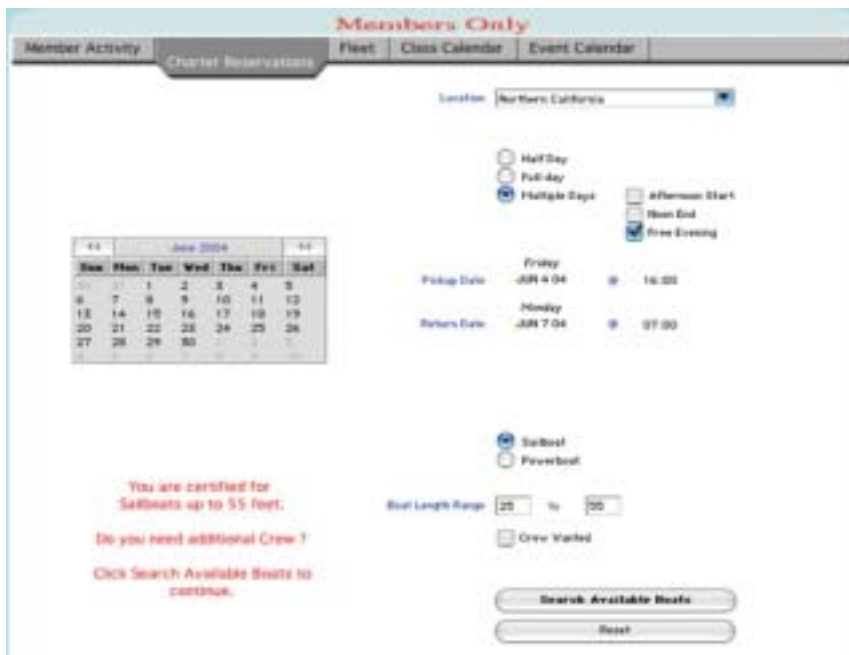 Members Only
Member Activity
Charter Reservations
Fleet
Class Calendar
Event Calendar
Location
Northern California
Half Day
Full day
Multiple Days
Afternoon Start
Noon End
Free Evening
June 2004
Sun Mon Tue Wed Thu Fri Sat
30 31 1 2 3 4 5
6 7 8 9 10 11 12
13 14 15 16 17 18 19
20 21 22 23 24 25 26
27 28 29 30
Friday
Pickup Date JUN 4 04 @ 16:00
Monday
Return Date JUN 7 04 @ 07:00
Sailboat
Powerboat
You are certified for
Sailboats up to 55 feet.
Do you need additional Crew ?
Click Search Available Boats to
continue.
Boat Length Range 25 to 55
Crew Wanted
Search Available Boats
Reset